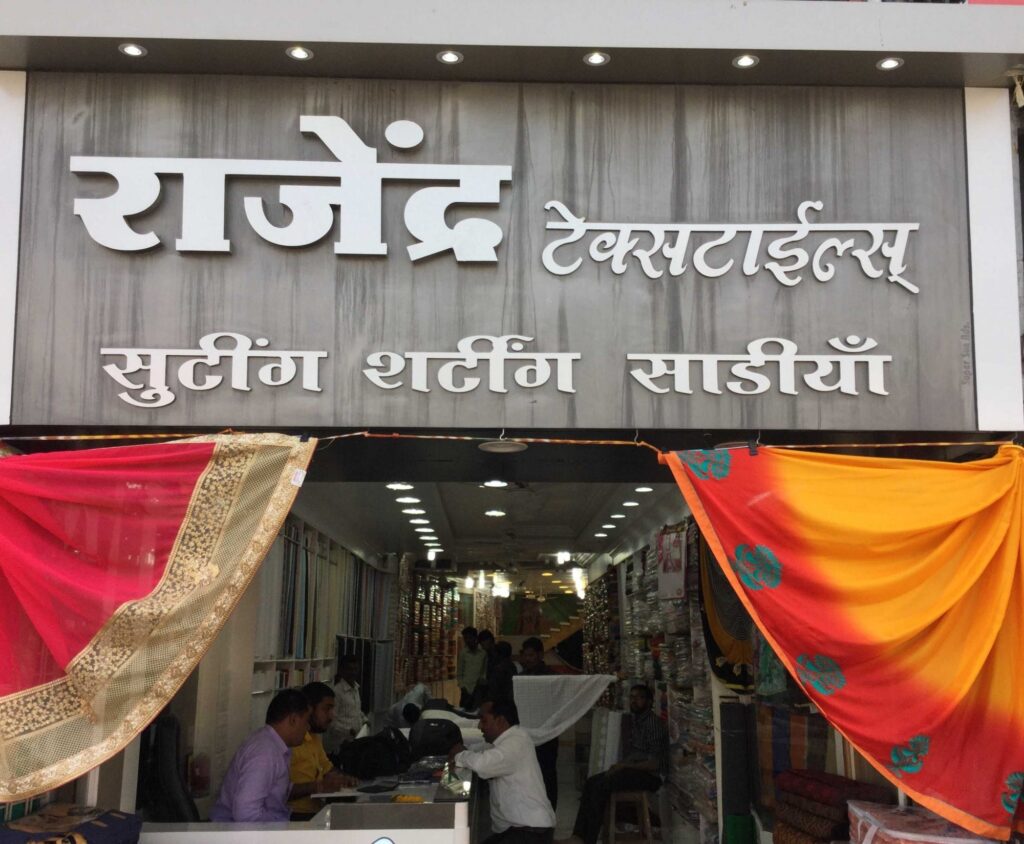 राजेंद्र टेक्सटाईल्स्
सुटींग शर्टींग साडीयाँ